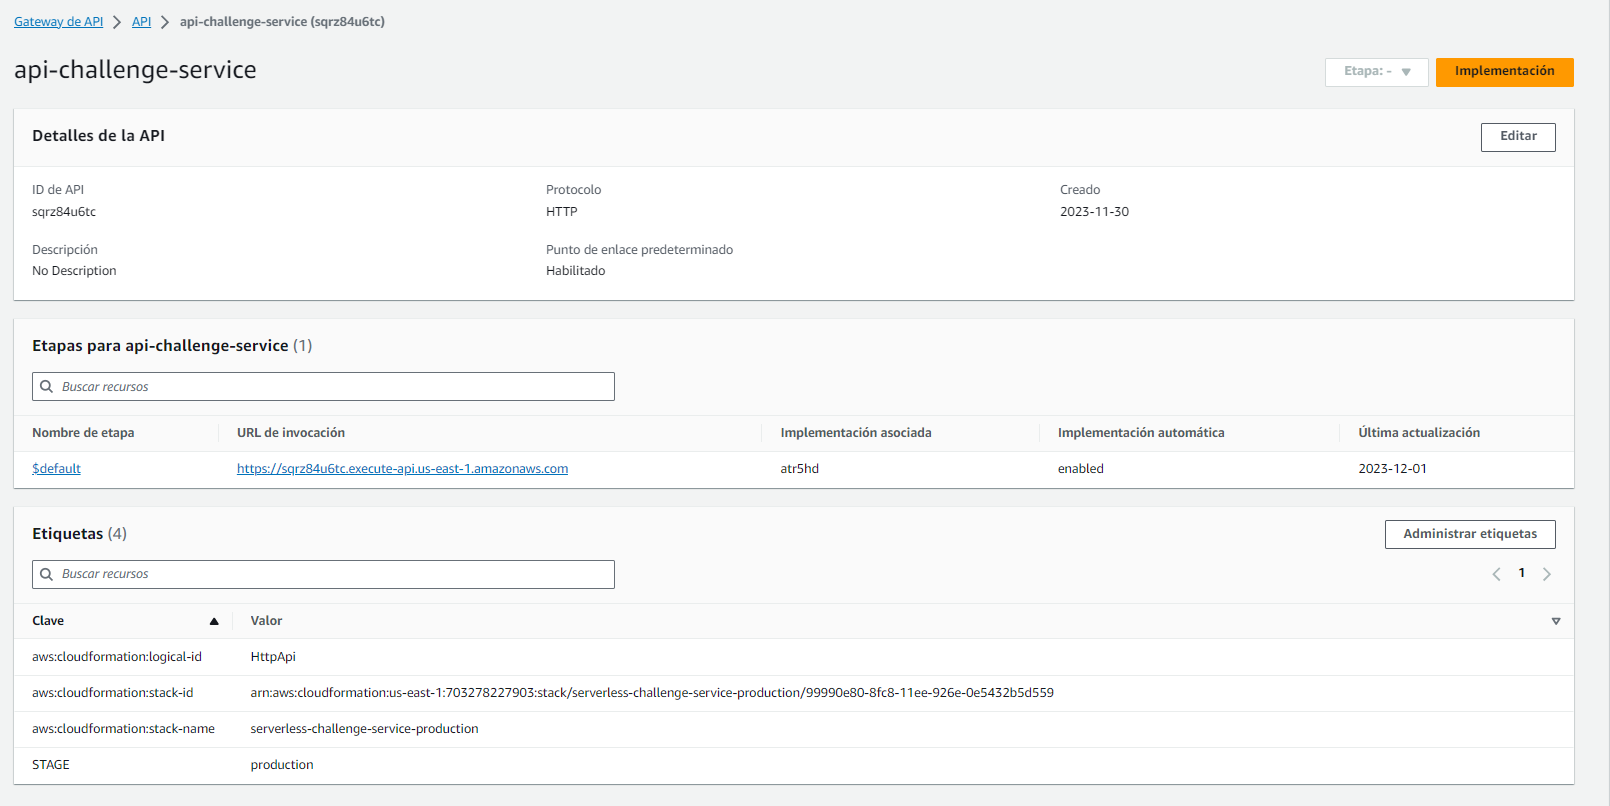 Gateway de API > API > api-challenge-service (sqrz84u6tc)
api-challenge-service
Etapa: - ▼ Implementación
Detalles de la API
Editar
ID de API Protocolo Creado
sqrz84u6tc HTTP 2023-11-30
Descripción Punto de enlace predeterminado
No Description Habilitado
Etapas para api-challenge-service (1)
Buscar recursos
Nombre de etapa URL de invocación Implementación asociada Implementación automática Última actualización
$default https://sqrz84u6tc.execute-api.us-east-1.amazonaws.com atr5hd enabled 2023-12-01
Etiquetas (4)
Administrar etiquetas
Buscar recursos
1
Clave Valor
aws:cloudformation:logical-id HttpApi
aws:cloudformation:stack-id arn:aws:cloudformation:us-east-1:703278227903:stack/serverless-challenge-service-production/99990e80-8fc8-11ee-926e-0e5432b5d559
aws:cloudformation:stack-name serverless-challenge-service-production
STAGE production